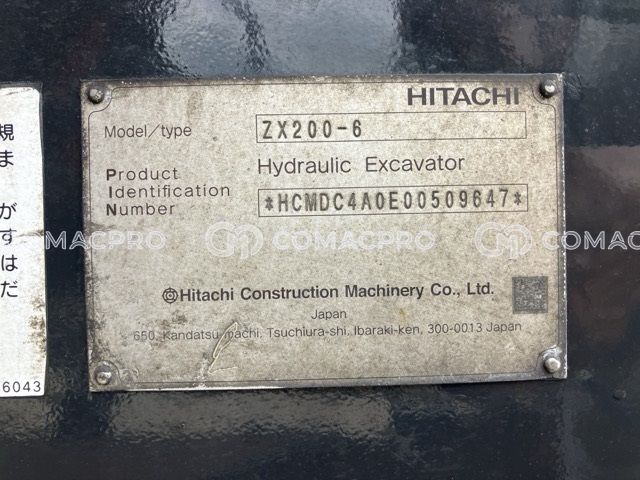 HITACHI
Model/type ZX200-6
Hydraulic Excavator
Product
Identification
Number *HCMDC4A0E00509647*
Hitachi Construction Machinery Co., Ltd.
Japan
650, Kandatsu-machi, Tsuchiura-shi, Ibaraki-ken, 300-0013 Japan
規
ま
が
す
は
だ
6043
COMACPRO
COMACPRO